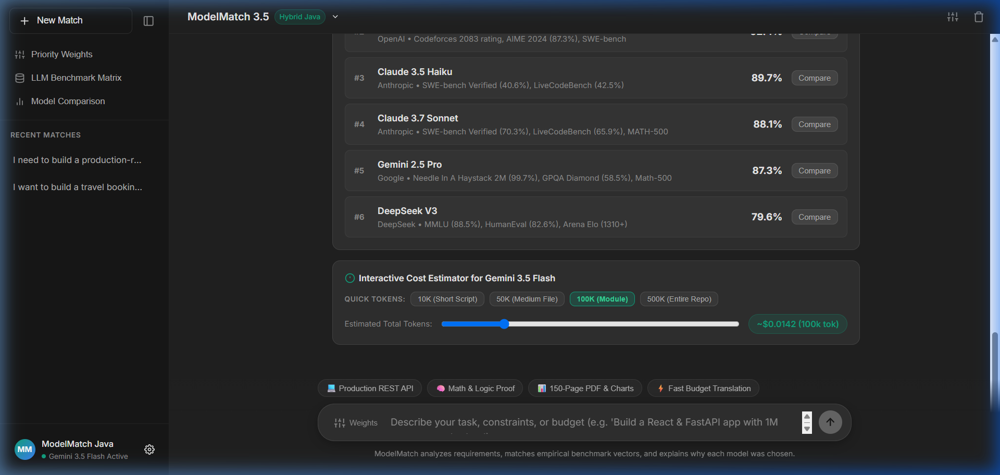 New Match
Priority Weights
LLM Benchmark Matrix
Model Comparison
RECENT MATCHES
I need to build a production-r...
I want to build a travel bookin...
MM
ModelMatch Java
Gemini 3.5 Flash Active
ModelMatch 3.5 Hybrid Java
OpenAI • Codeforces 2083 rating, AIME 2024 (87.3%), SWE-bench
#3 Claude 3.5 Haiku 89.7% Compare
Anthropic • SWE-bench Verified (40.6%), LiveCodeBench (42.5%)
#4 Claude 3.7 Sonnet 88.1% Compare
Anthropic • SWE-bench Verified (70.3%), LiveCodeBench (65.9%), MATH-500
#5 Gemini 2.5 Pro 87.3% Compare
Google • Needle In A Haystack 2M (99.7%), GPQA Diamond (58.5%), Math-500
#6 DeepSeek V3 79.6% Compare
DeepSeek • MMLU (88.5%), HumanEval (82.6%), Arena Elo (1310+)
Interactive Cost Estimator for Gemini 3.5 Flash
QUICK TOKENS: 10K (Short Script) 50K (Medium File) 100K (Module) 500K (Entire Repo)
Estimated Total Tokens: ~$0.0142 (100k tok)
Production REST API Math & Logic Proof 150-Page PDF & Charts Fast Budget Translation
Weights Describe your task, constraints, or budget (e.g. 'Build a React & FastAPI app with 1M
ModelMatch analyzes requirements, matches empirical benchmark vectors, and explains why each model was chosen.